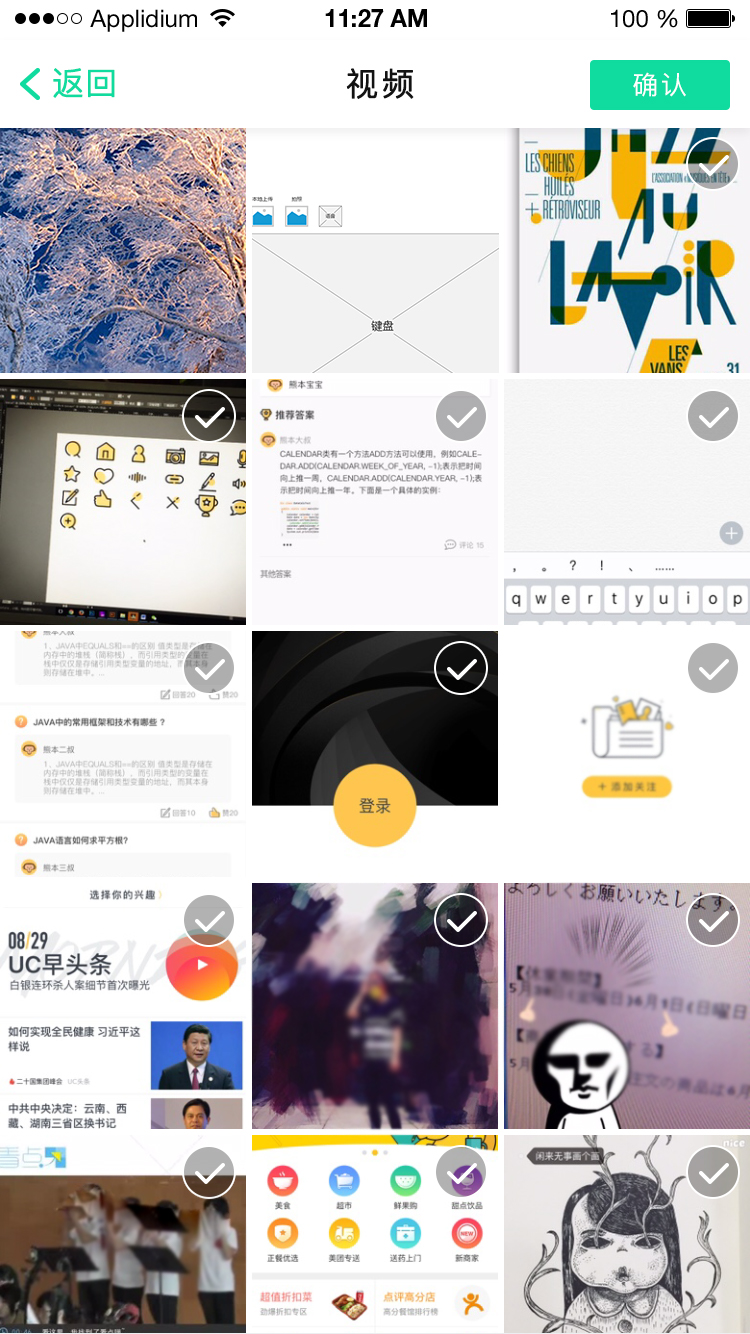 Applidium 11:27 AM 100 %
返回 视频 确认
本地上传 拍照
语音
键盘
LES CHIENS
HUILÉS
+ RÉTROVISEUR
JAZZ
AU
LAVOIR
LES
VANS
31
熊本宝宝
推荐答案
熊本大叔
CALENDAR类有一个方法ADD方法可以使用，例如CALE-
DAR.ADD(CALENDAR.WEEK_OF_YEAR, -1);表示把时间
向上推一周，CALENDAR.ADD(CALENDAR.YEAR, -1);表
示把时间向上推一年，下面是一个具体的实例：
评论 15
其他答案
, 。 ? ! 、 ……
q w e r t y u i o p
熊本大叔
1、JAVA中EQUALS和==的区别 值类型是存储在
内存中的堆栈（简称栈），而引用类型的变量在
栈中仅仅是存储引用类型变量的地址，而其本身
则存储在堆中。...
回答20 赞20
JAVA中的常用框架和技术有哪些 ?
熊本二叔
1、JAVA中EQUALS和==的区别 值类型是存储在
内存中的堆栈（简称栈），而引用类型的变量在
栈中仅仅是存储引用类型变量的地址，而其本身
则存储在堆中。...
回答10 赞20
JAVA语言如何求平方根?
熊本三叔
登录
+ 添加关注
选择你的兴趣 〉
08/29
UC早头条
白银连环杀人案细节首次曝光
如何实现全民健康 习近平这
样说
二十国集团峰会 UC头条
中共中央决定：云南、西
藏、湖南三省区换书记
よろしくお願いいたします。
【休業期間】
看点
美食 超市 鲜果购 甜点饮品
正餐优选 美团专送 送药上门 新商家
NEW
超值折扣菜
劲爆折扣专区
点评高分店
高分餐馆排行榜
nice
闲来无事画个画